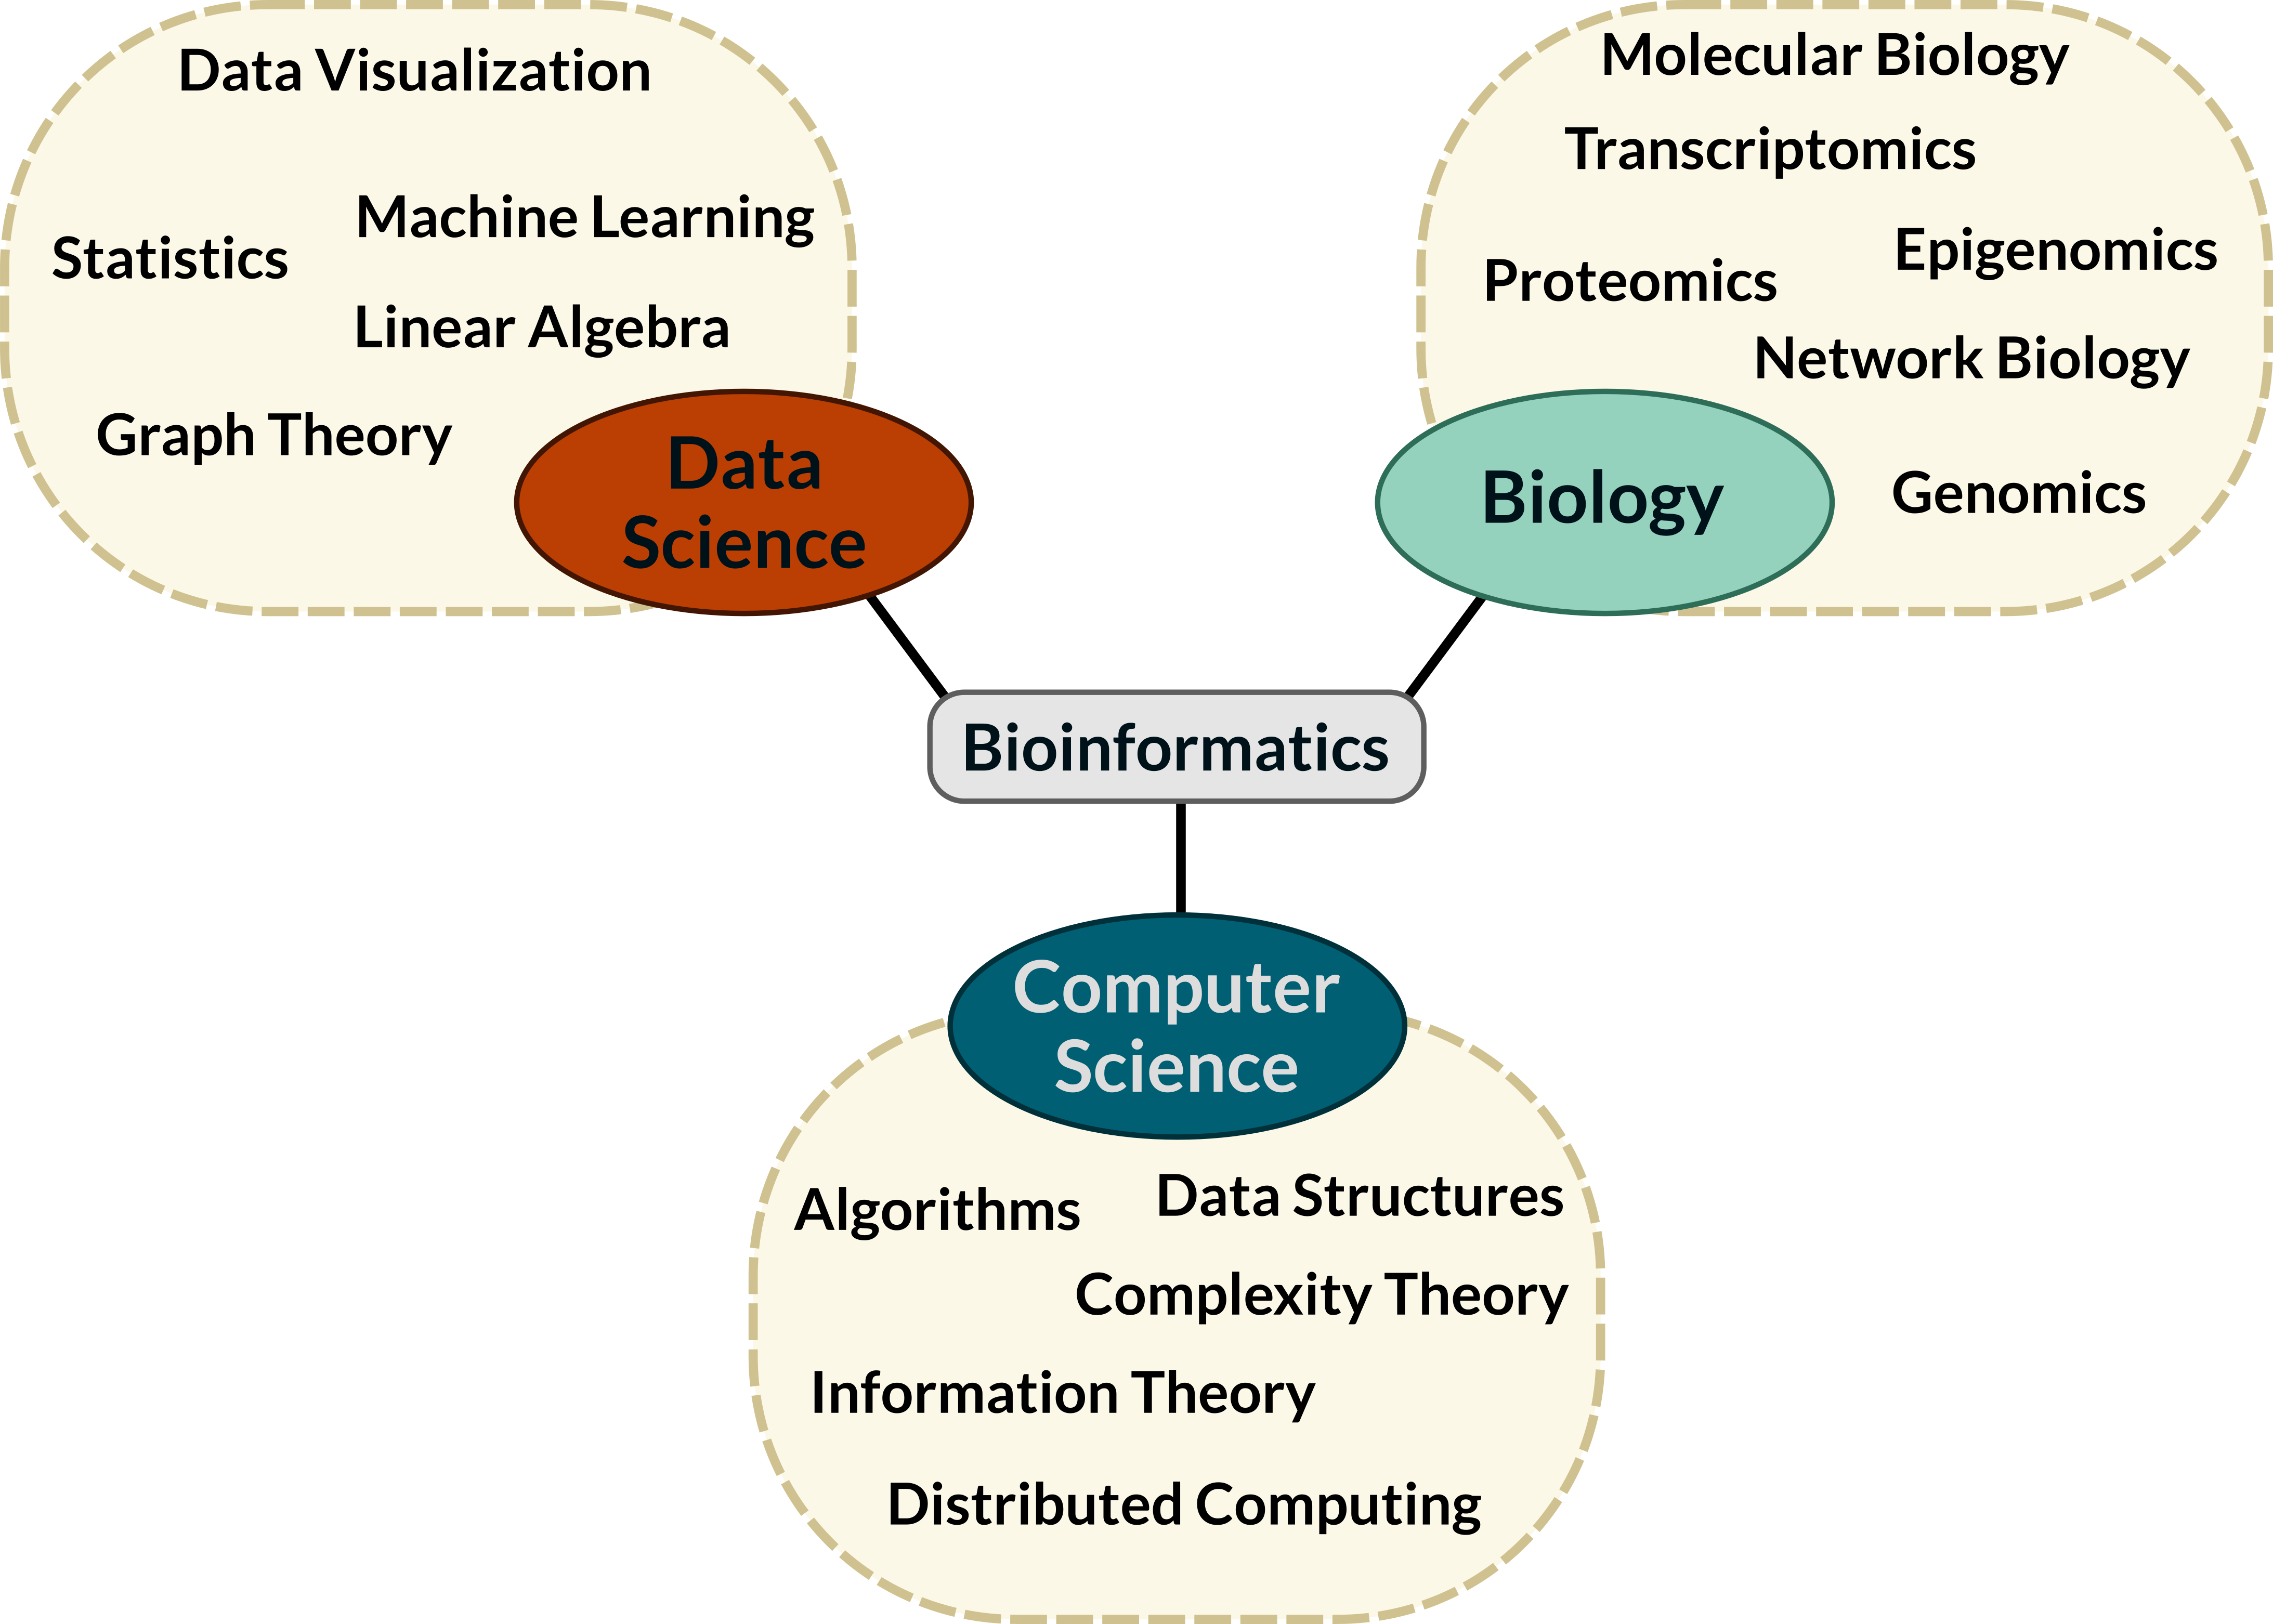 Data Visualization
Machine Learning
Statistics
Linear Algebra
Graph Theory
Data
Science
Molecular Biology
Transcriptomics
Epigenomics
Proteomics
Network Biology
Genomics
Biology
Bioinformatics
Computer
Science
Algorithms
Data Structures
Complexity Theory
Information Theory
Distributed Computing